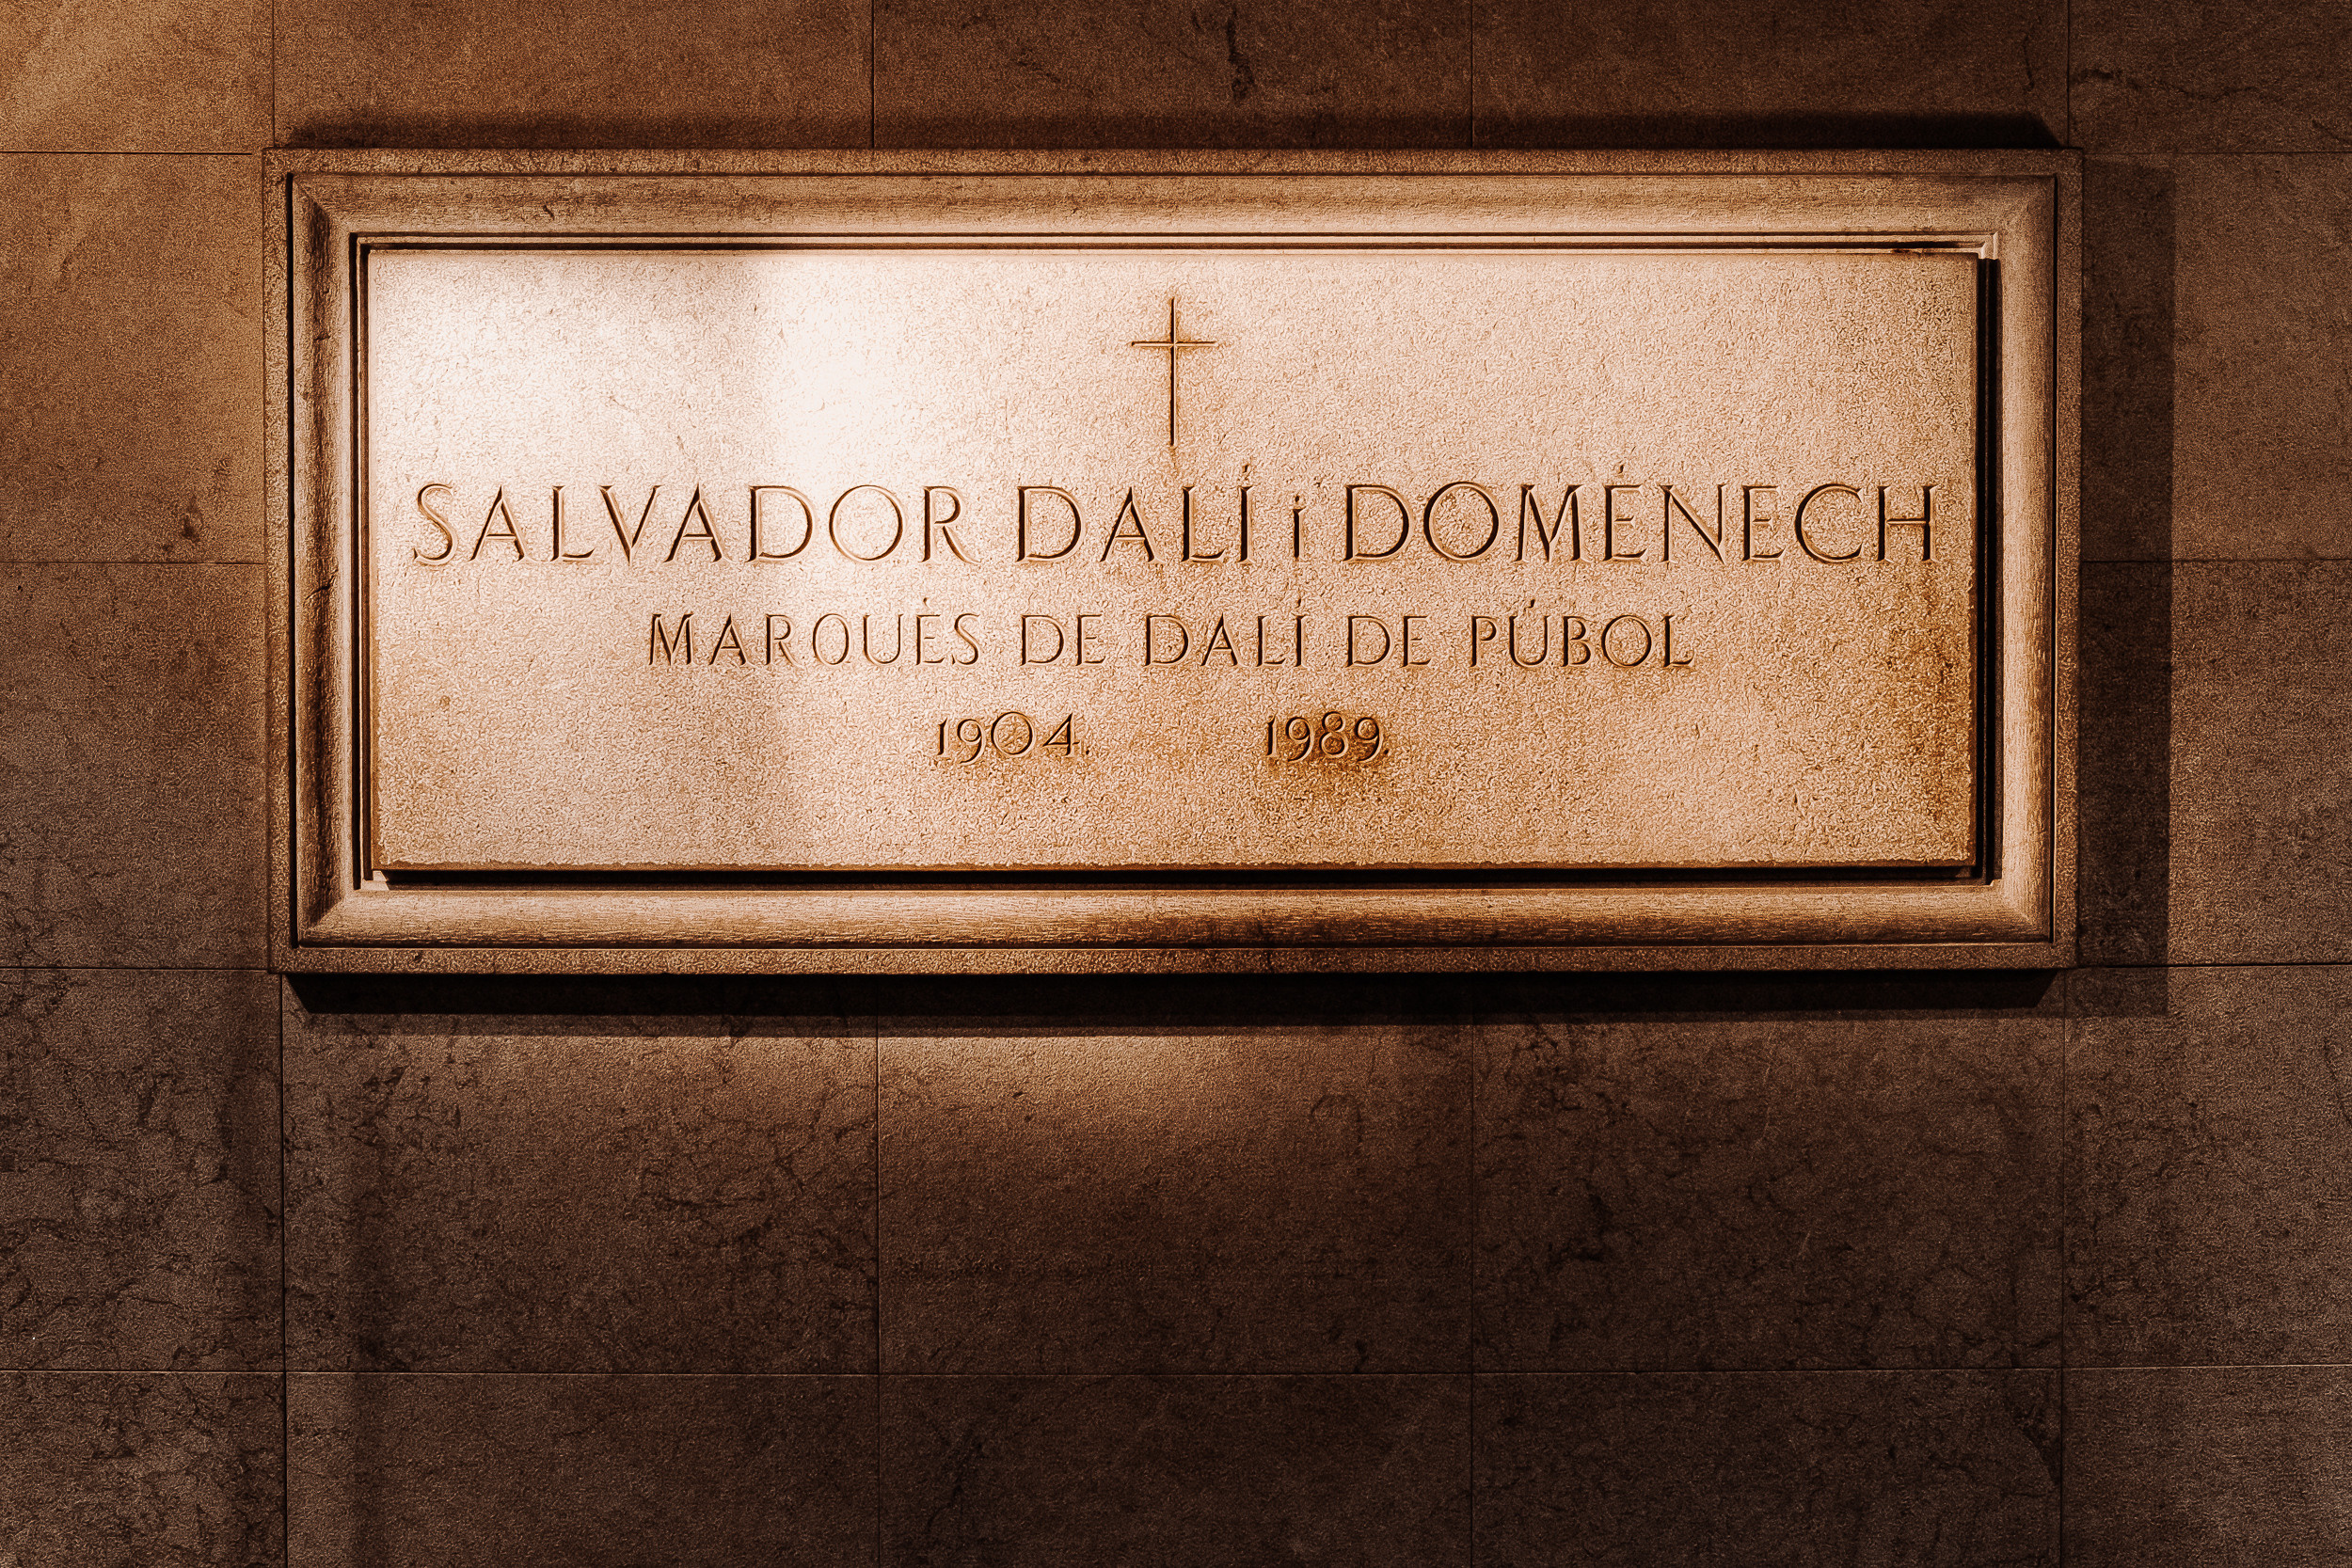 SALVADOR DALÍ i DOMÈNECH
MARQUÈS DE DALÍ DE PÚBOL
1904. 1989.